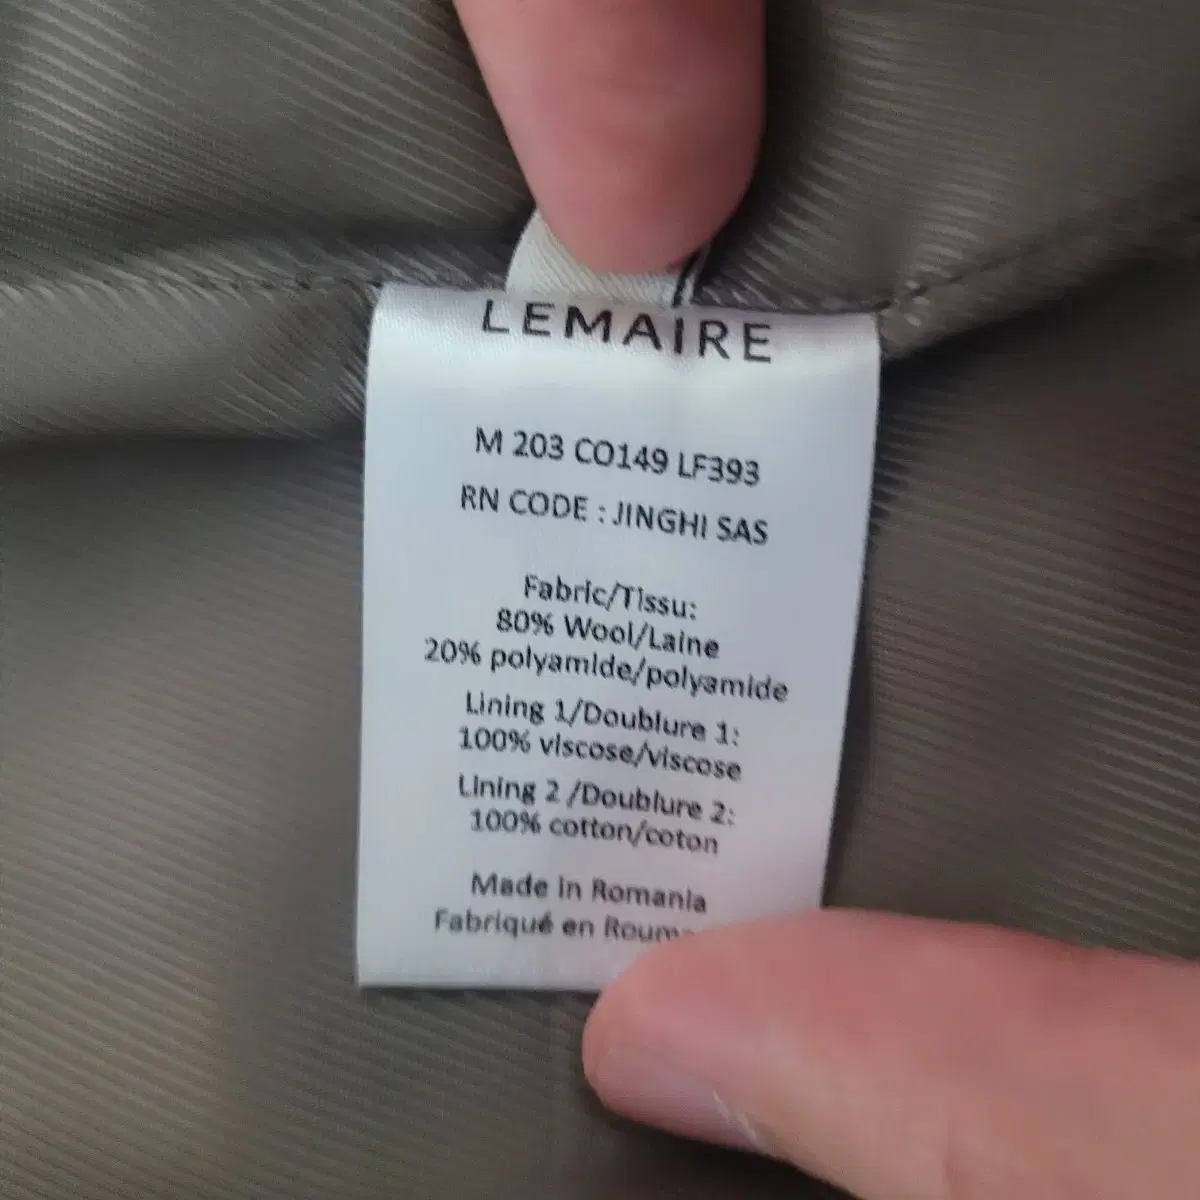 LEMAIRE
M 203 CO149 LF393
RN CODE : JINGHI SAS
Fabric/Tissu:
80% Wool/Laine
20% polyamide/polyamide
Lining 1/Doublure 1:
100% viscose/viscose
Lining 2 /Doublure 2:
100% cotton/coton
Made in Romania
Fabriqué en